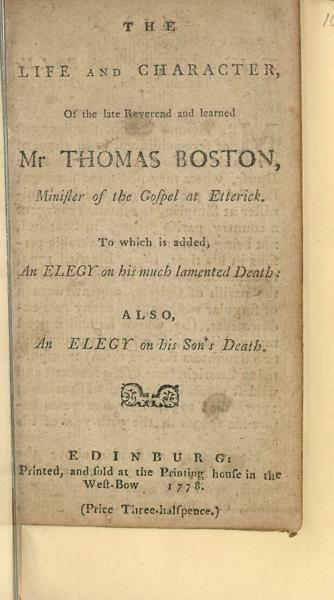 THE
LIFE AND CHARACTER,
Of the late Reverend and learned
Mr THOMAS BOSTON,
Miniſter of the Goſpel at Etterick.
To which is added,
An ELEGY on his much lamented Death:
ALSO,
An ELEGY on his Son's Death.
EDINBURG:
Printed, and ſold at the Printing houſe in the
Weſt-Bow 1778.
(Price Three-halfpence.)